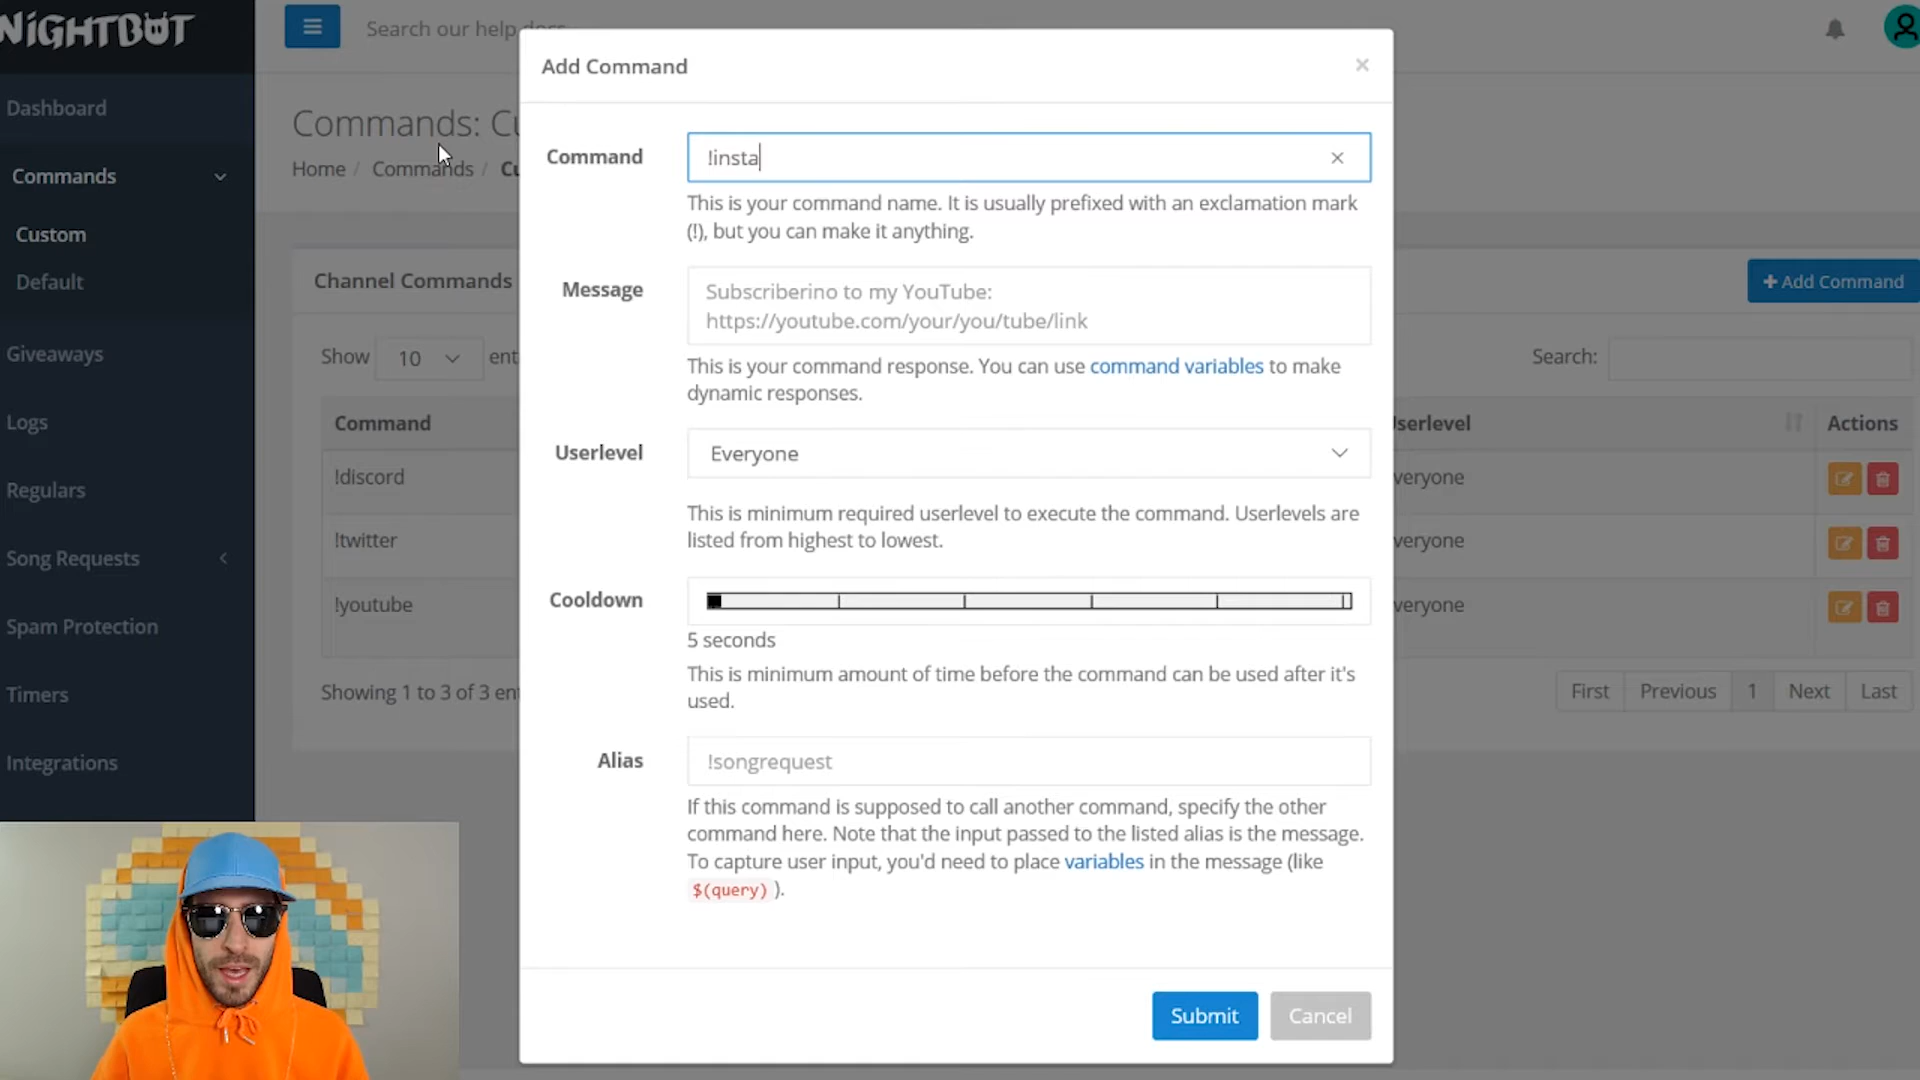 NiGHTBOT
Search our help docs
Dashboard
Commands
Custom
Default
Giveaways
Logs
Regulars
Song Requests
Spam Protection
Timers
Integrations
Commands: Cu
Home / Commands / Cu
Channel Commands
+ Add Command
Show 10 ent
Search:
Command
serlevel
Actions
!discord
veryone
!twitter
veryone
!youtube
veryone
Showing 1 to 3 of 3 ent
First Previous 1 Next Last
Add Command
×
Command
!insta
×
This is your command name. It is usually prefixed with an exclamation mark
(!), but you can make it anything.
Message
Subscriberino to my YouTube:
https://youtube.com/your/you/tube/link
This is your command response. You can use command variables to make
dynamic responses.
Userlevel
Everyone
This is minimum required userlevel to execute the command. Userlevels are
listed from highest to lowest.
Cooldown
5 seconds
This is minimum amount of time before the command can be used after it's
used.
Alias
!songrequest
If this command is supposed to call another command, specify the other
command here. Note that the input passed to the listed alias is the message.
To capture user input, you'd need to place variables in the message (like
$(query) ).
Submit
Cancel